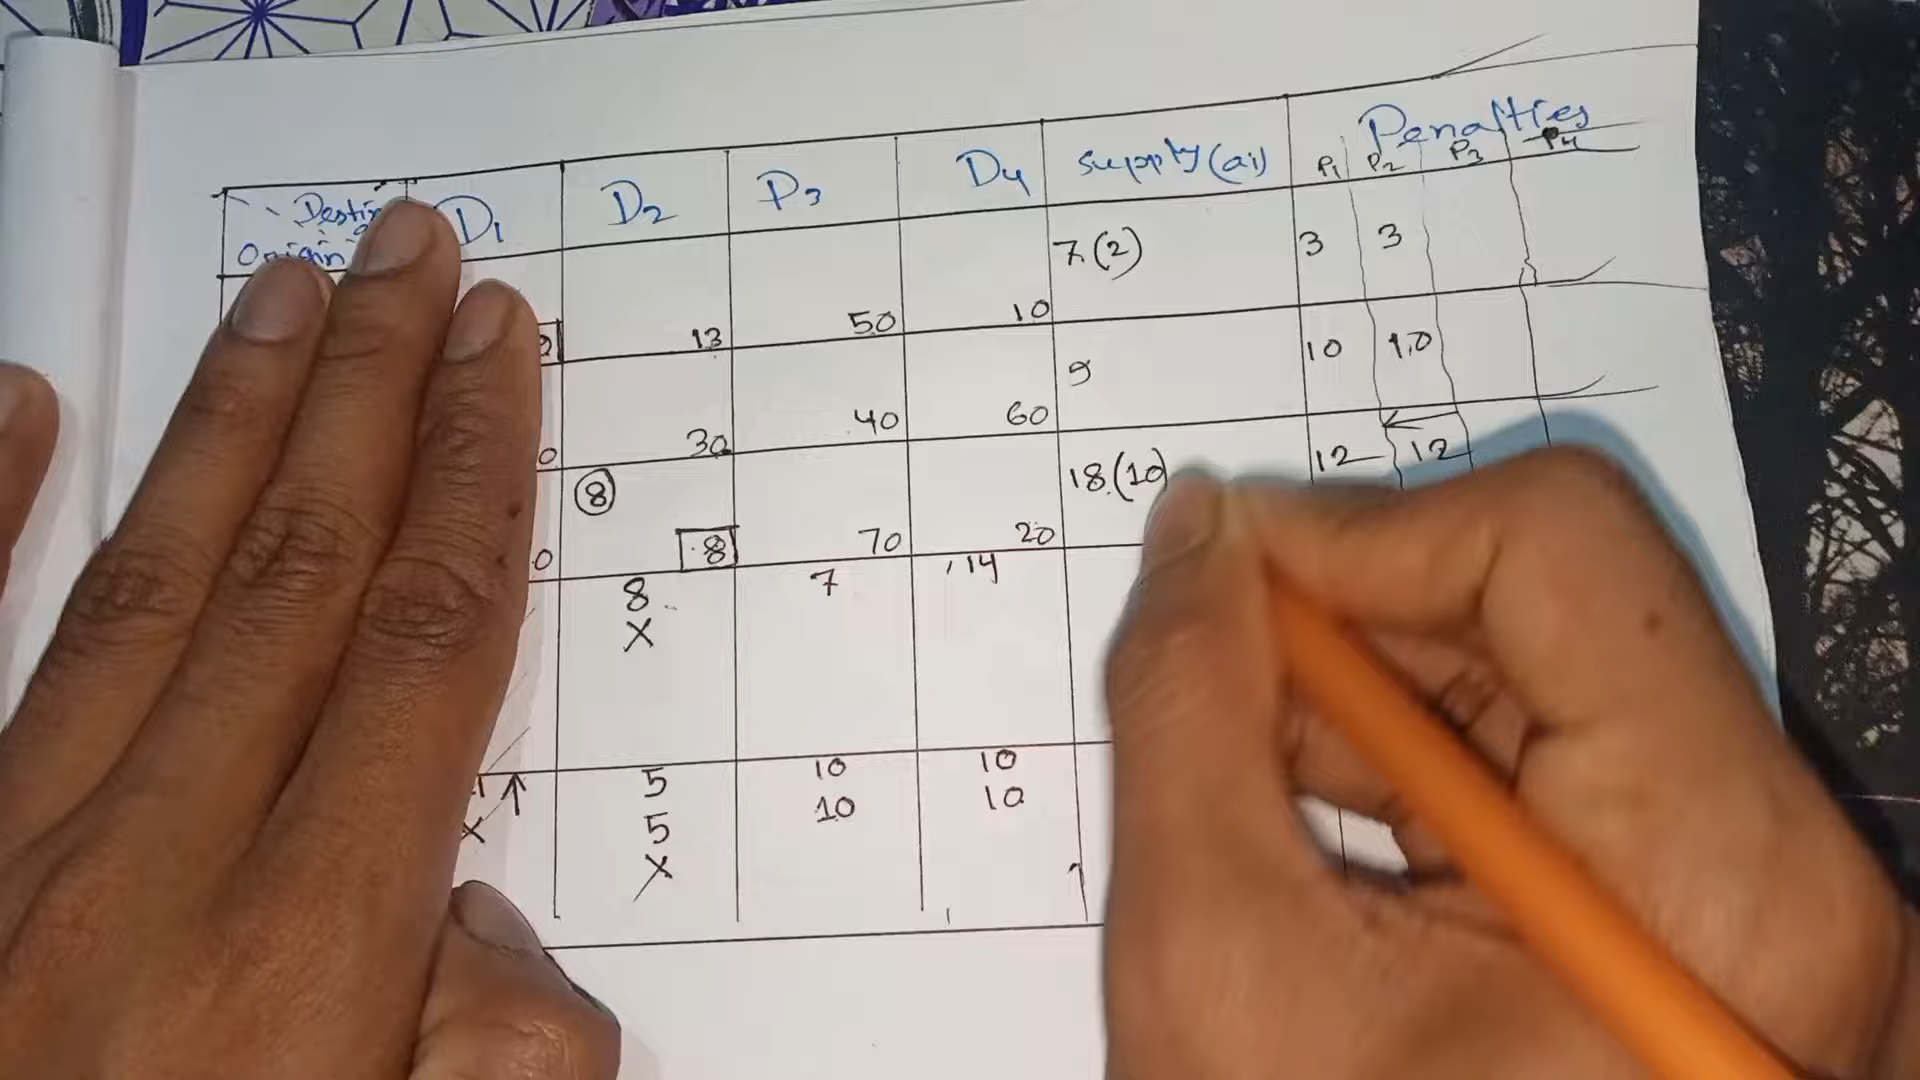 Penalties
D1 D2 P3 D4 supply(ai) P1 P2 P3 P4
Origin
7(2) 3 3
13 50 10
9 10 10
0 30 40 60
8 18(10) 12 12
0 8 70 20
8 7 14
X
5 10 10
X 5 10 10
X